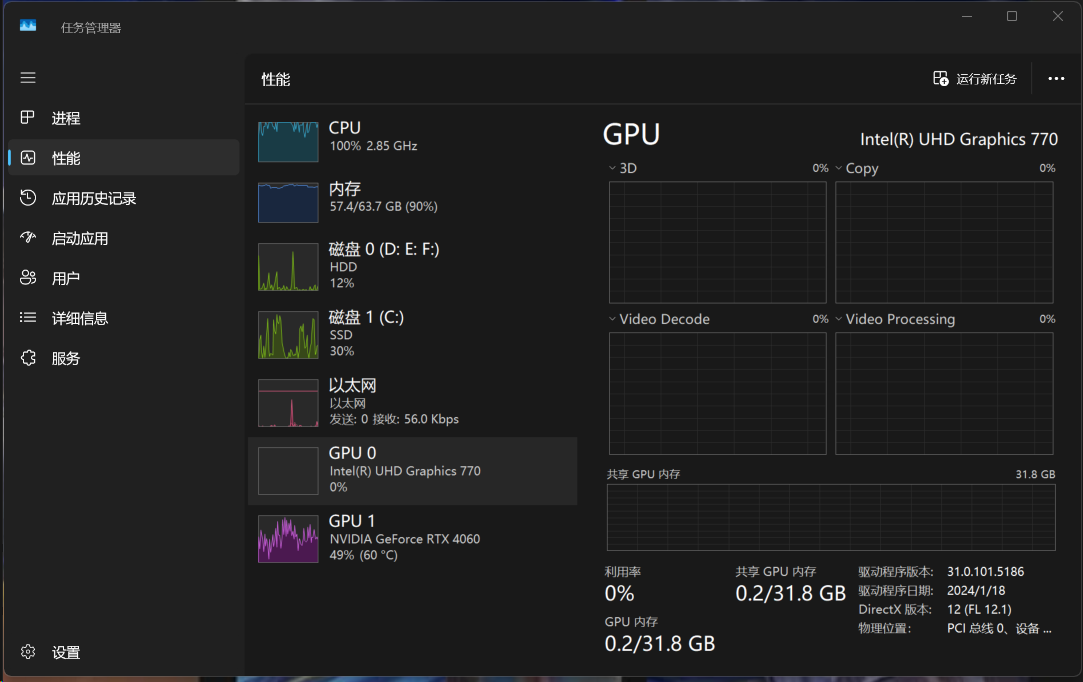 任务管理器
性能
运行新任务
进程
性能
应用历史记录
启动应用
用户
详细信息
服务
设置
CPU
100% 2.85 GHz
内存
57.4/63.7 GB (90%)
磁盘 0 (D: E: F:)
HDD
12%
磁盘 1 (C:)
SSD
30%
以太网
以太网
发送: 0 接收: 56.0 Kbps
GPU 0
Intel(R) UHD Graphics 770
0%
GPU 1
NVIDIA GeForce RTX 4060
49% (60 °C)
GPU
Intel(R) UHD Graphics 770
3D 0%
Copy 0%
Video Decode 0%
Video Processing 0%
共享 GPU 内存 31.8 GB
利用率
0%
共享 GPU 内存
0.2/31.8 GB
GPU 内存
0.2/31.8 GB
驱动程序版本: 31.0.101.5186
驱动程序日期: 2024/1/18
DirectX 版本: 12 (FL 12.1)
物理位置: PCI 总线 0、设备 ...